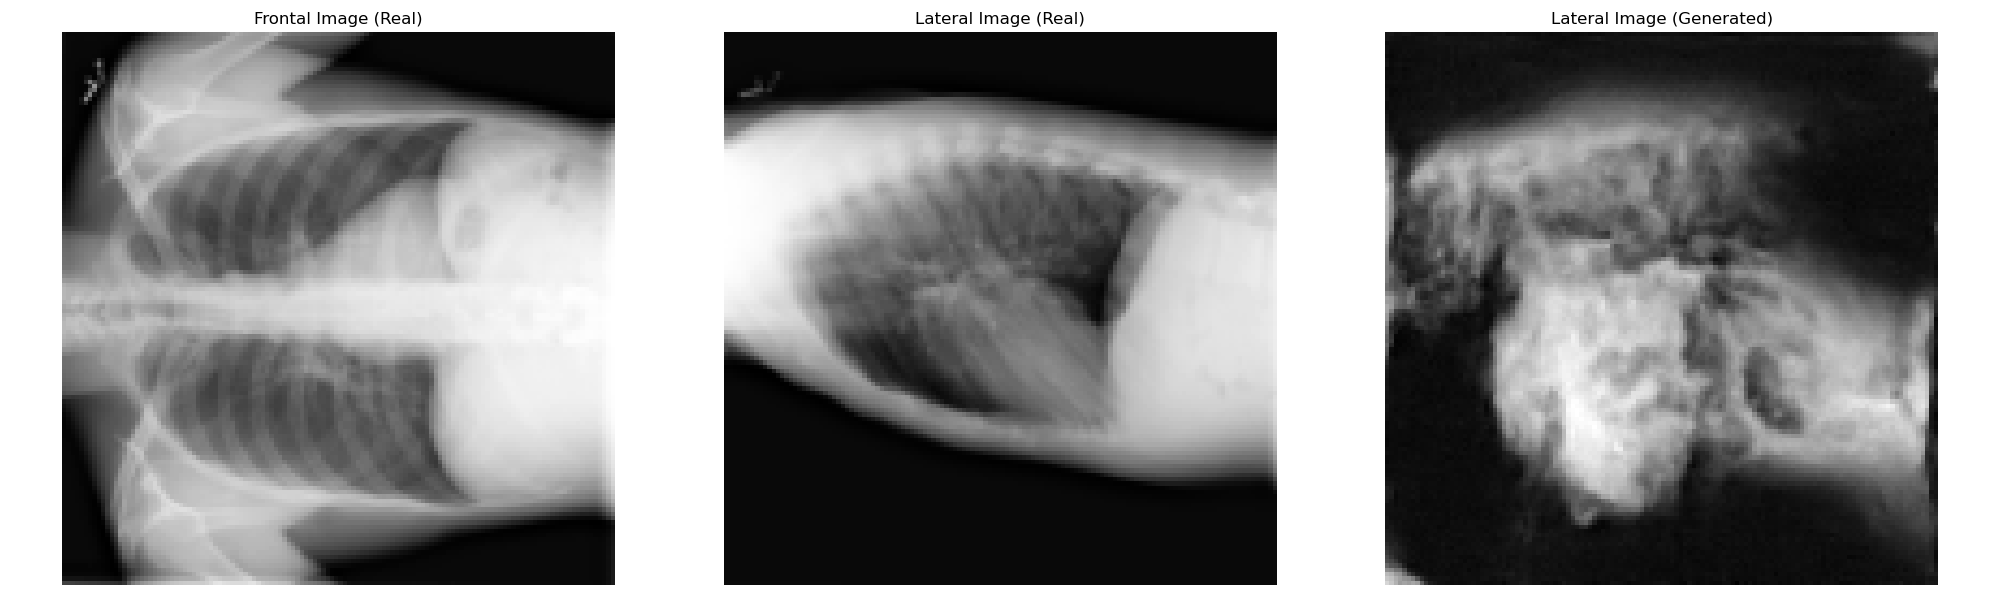 Frontal Image (Real)
Lateral Image (Real)
Lateral Image (Generated)